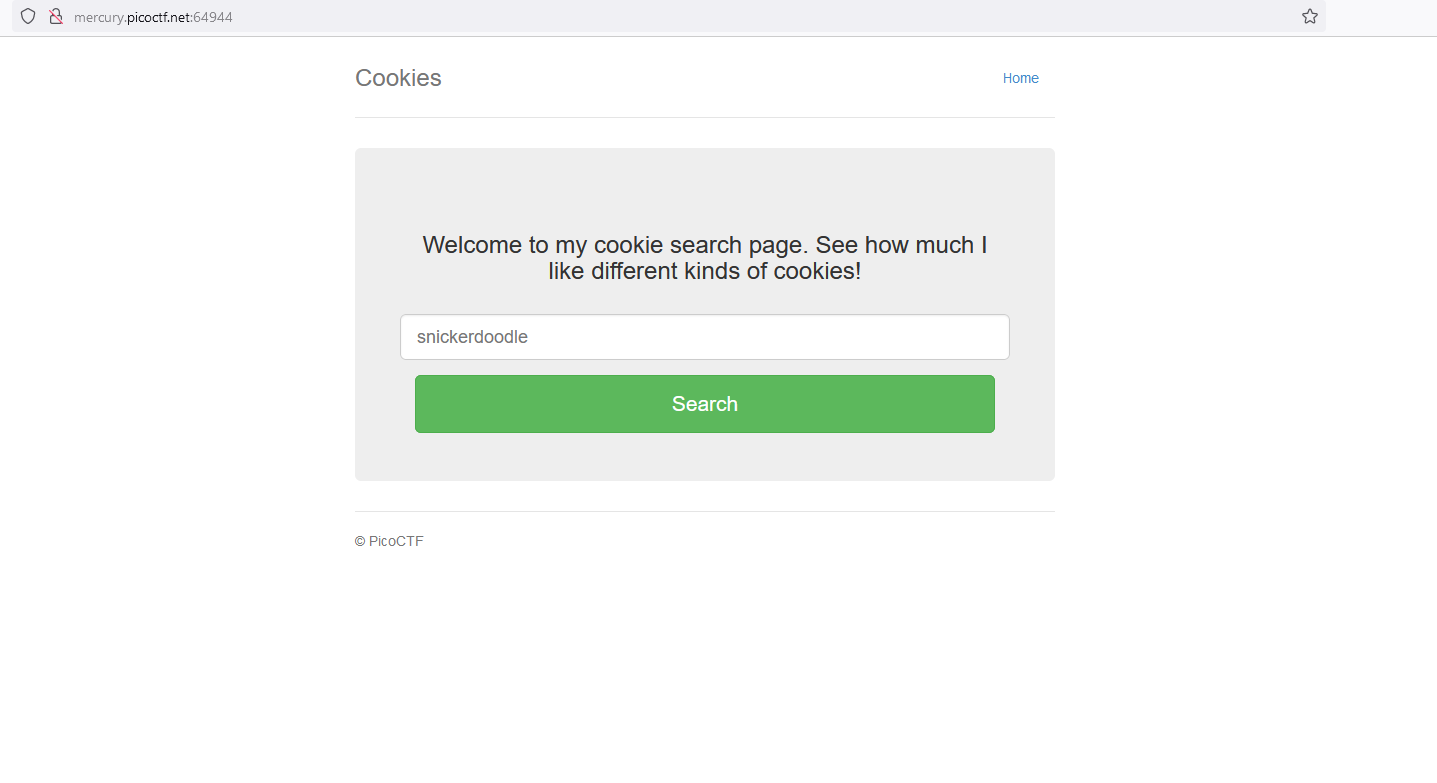 mercury.picoctf.net:64944
Cookies
Home
Welcome to my cookie search page. See how much I
like different kinds of cookies!
snickerdoodle
Search
© PicoCTF